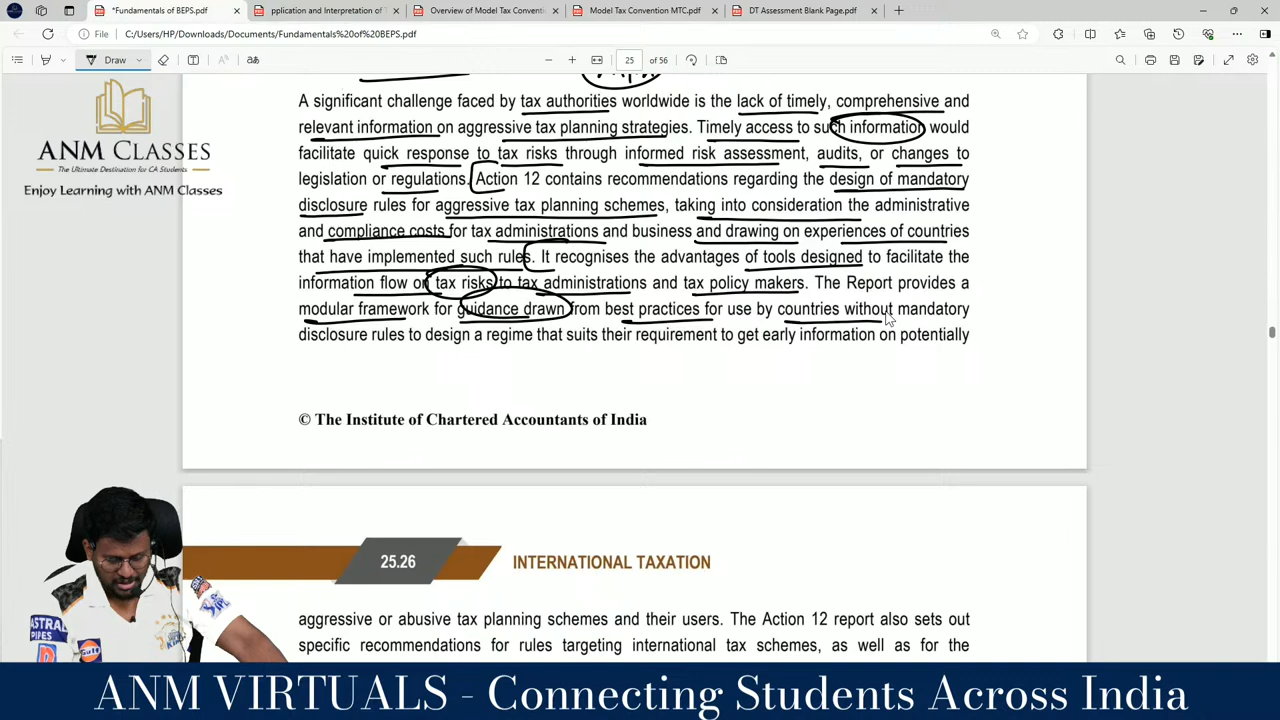 *Fundamentals of BEPS.pdf
pplication and Interpretation of
Overview of Model Tax Conventi
Model Tax Convention MTC.pdf
DT Assessment Blank Page.pdf
File
C:/Users/HP/Downloads/Documents/Fundamentals%20of%20BEPS.pdf
Draw
25 of 56
A significant challenge faced by tax authorities worldwide is the lack of timely, comprehensive and
relevant information on aggressive tax planning strategies. Timely access to such information would
facilitate quick response to tax risks through informed risk assessment, audits, or changes to
legislation or regulations. Action 12 contains recommendations regarding the design of mandatory
disclosure rules for aggressive tax planning schemes, taking into consideration the administrative
and compliance costs for tax administrations and business and drawing on experiences of countries
that have implemented such rules. It recognises the advantages of tools designed to facilitate the
information flow on tax risks to tax administrations and tax policy makers. The Report provides a
modular framework for guidance drawn from best practices for use by countries without mandatory
disclosure rules to design a regime that suits their requirement to get early information on potentially
© The Institute of Chartered Accountants of India
25.26
INTERNATIONAL TAXATION
aggressive or abusive tax planning schemes and their users. The Action 12 report also sets out
specific recommendations for rules targeting international tax schemes, as well as for the
ANM CLASSES
The Ultimate Destination for CA Students
Enjoy Learning with ANM Classes
ASTRAL
PIPES
Gulf
IPL
ANM VIRTUALS - Connecting Students Across India